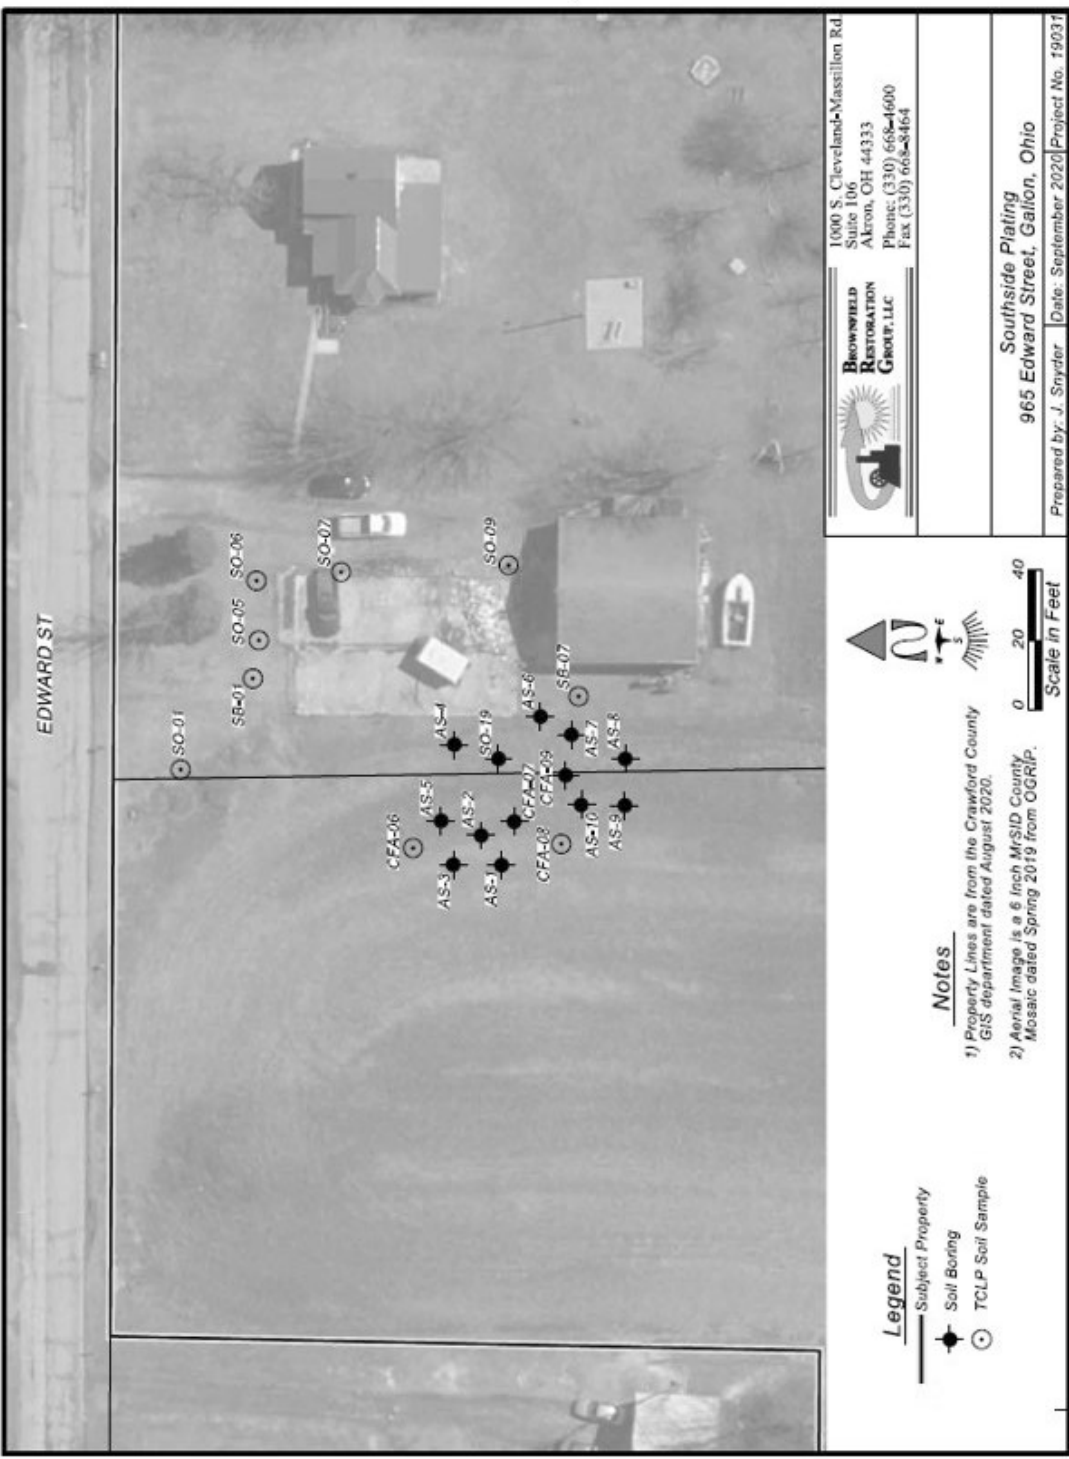 EDWARD ST
SO-01
SB-01
SO-05
SO-06
SO-07
SO-09
AS-4
SO-19
AS-6
SB-07
AS-7
AS-8
CFA-06
AS-5
AS-2
CFA-07
CFA-09
AS-3
AS-1
CFA-08
AS-10
AS-9
Legend
Subject Property
Soil Boring
TCLP Soil Sample
Notes
1) Property Lines are from the Crawford County
GIS department dated August 2020.
2) Aerial Image is a 6 Inch MrSID County
Mosaic dated Spring 2019 from OGRIP.
W
E
S
0 20 40
Scale in Feet
BROWNFIELD
RESTORATION
GROUP, LLC
1000 S. Cleveland-Massillon Rd.
Suite 106
Akron, OH 44333
Phone: (330) 668-4600
Fax (330) 668-8464
Southside Plating
965 Edward Street, Galion, Ohio
Prepared by: J. Snyder Date: September 2020 Project No. 19031